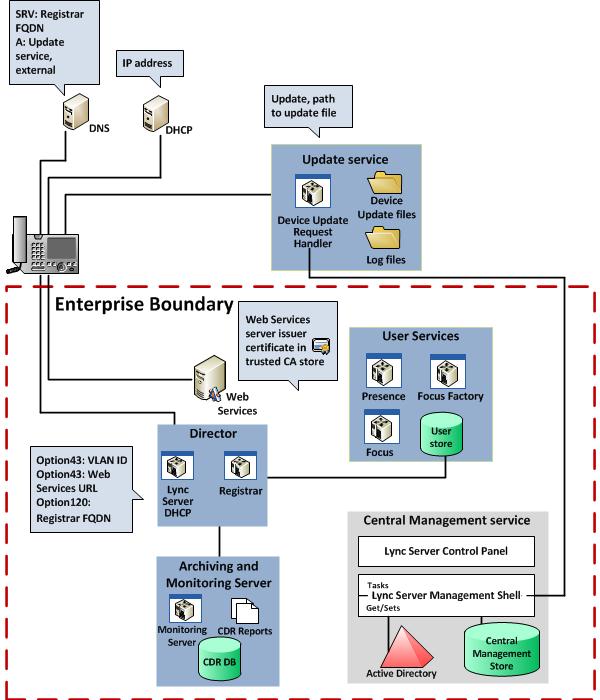 SRV: Registrar
FQDN
A: Update
service,
external
IP address
DNS
DHCP
Update, path
to update file
Update service
Device Update
Request
Handler
Device
Update files
Log files
Enterprise Boundary
Web Services
server issuer
certificate in
trusted CA store
Web
Services
User Services
Presence
Focus Factory
Focus
User
store
Director
Lync
Server
DHCP
Registrar
Option43: VLAN ID
Option43: Web
Services URL
Option120:
Registrar FQDN
Archiving and
Monitoring Server
Monitoring
Server
CDR Reports
CDR DB
Central Management service
Lync Server Control Panel
Tasks
Lync Server Management Shell
Get/Sets
Active Directory
Central
Management
Store